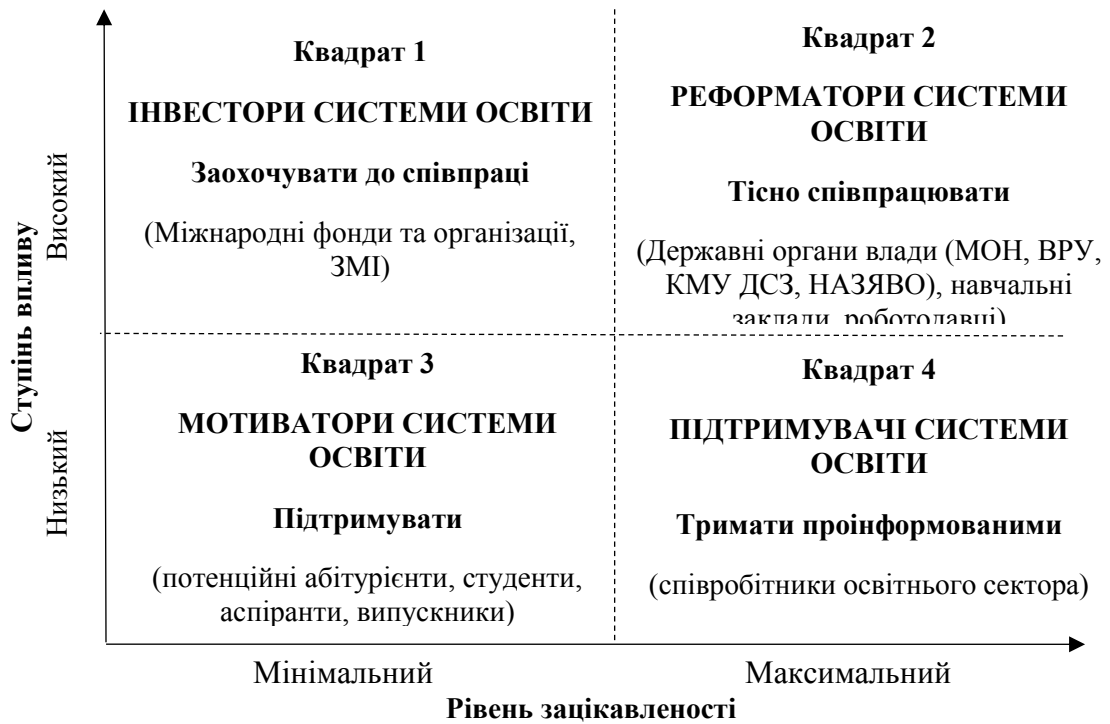 Квадрат 1
ІНВЕСТОРИ СИСТЕМИ ОСВІТИ
Заохочувати до співпраці
(Міжнародні фонди та організації,
ЗМІ)
Квадрат 2
РЕФОРМАТОРИ СИСТЕМИ
ОСВІТИ
Тісно співпрацювати
(Державні органи влади (МОН, ВРУ,
КМУ ДСЗ, НАЗЯВО), навчальні
заклади, роботодавці)
Квадрат 3
МОТИВАТОРИ СИСТЕМИ
ОСВІТИ
Підтримувати
(потенційні абітурієнти, студенти,
аспіранти, випускники)
Квадрат 4
ПІДТРИМУВАЧІ СИСТЕМИ
ОСВІТИ
Тримати проінформованими
(співробітники освітнього сектора)
Ступінь впливу
Високий
Низький
Мінімальний
Максимальний
Рівень зацікавленості